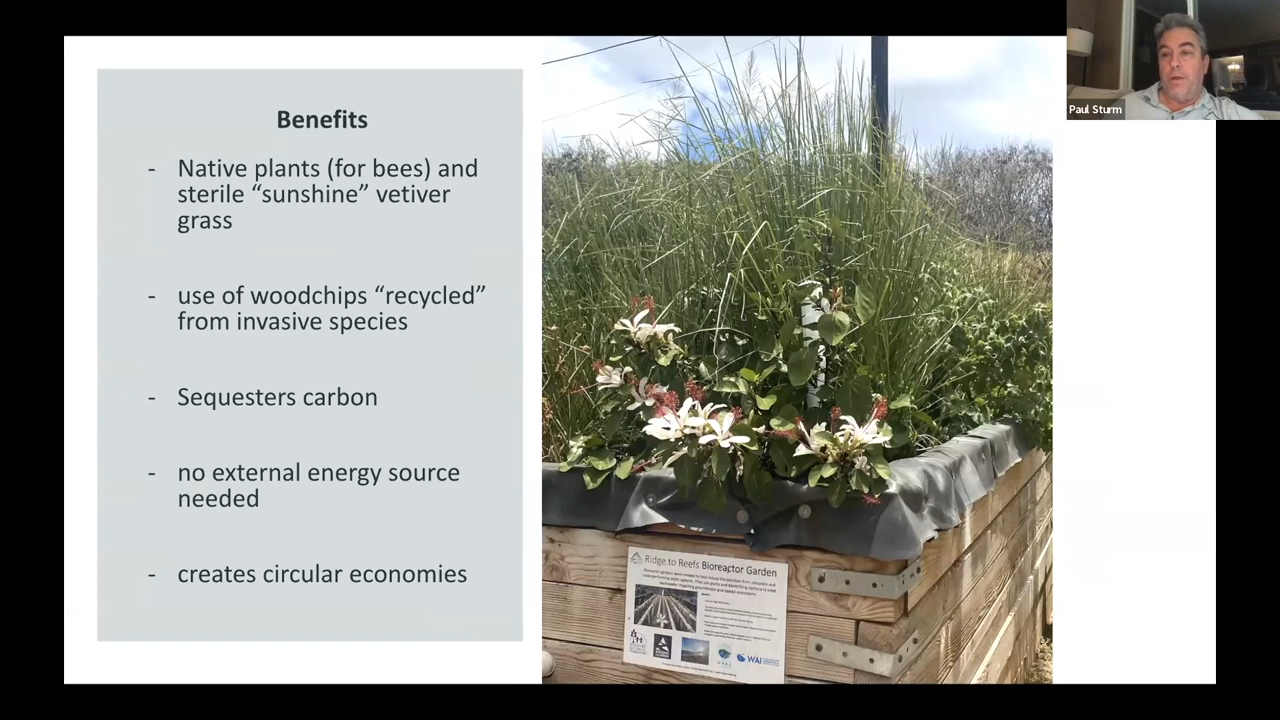 Paul Sturm
Benefits
- Native plants (for bees) and
sterile “sunshine” vetiver
grass
- use of woodchips “recycled”
from invasive species
- Sequesters carbon
- no external energy source
needed
- creates circular economies
Ridge to Reefs Bioreactor Garden
WAI